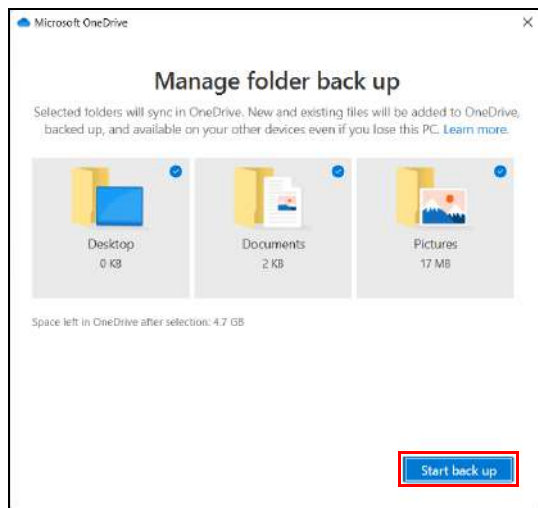 Microsoft OneDrive
Manage folder back up
Selected folders will sync in OneDrive. New and existing files will be added to OneDrive,
backed up, and available on your other devices even if you lose this PC. Learn more.
Desktop
0 KB
Documents
2 KB
Pictures
17 MB
Space left in OneDrive after selection: 4.7 GB
Start back up